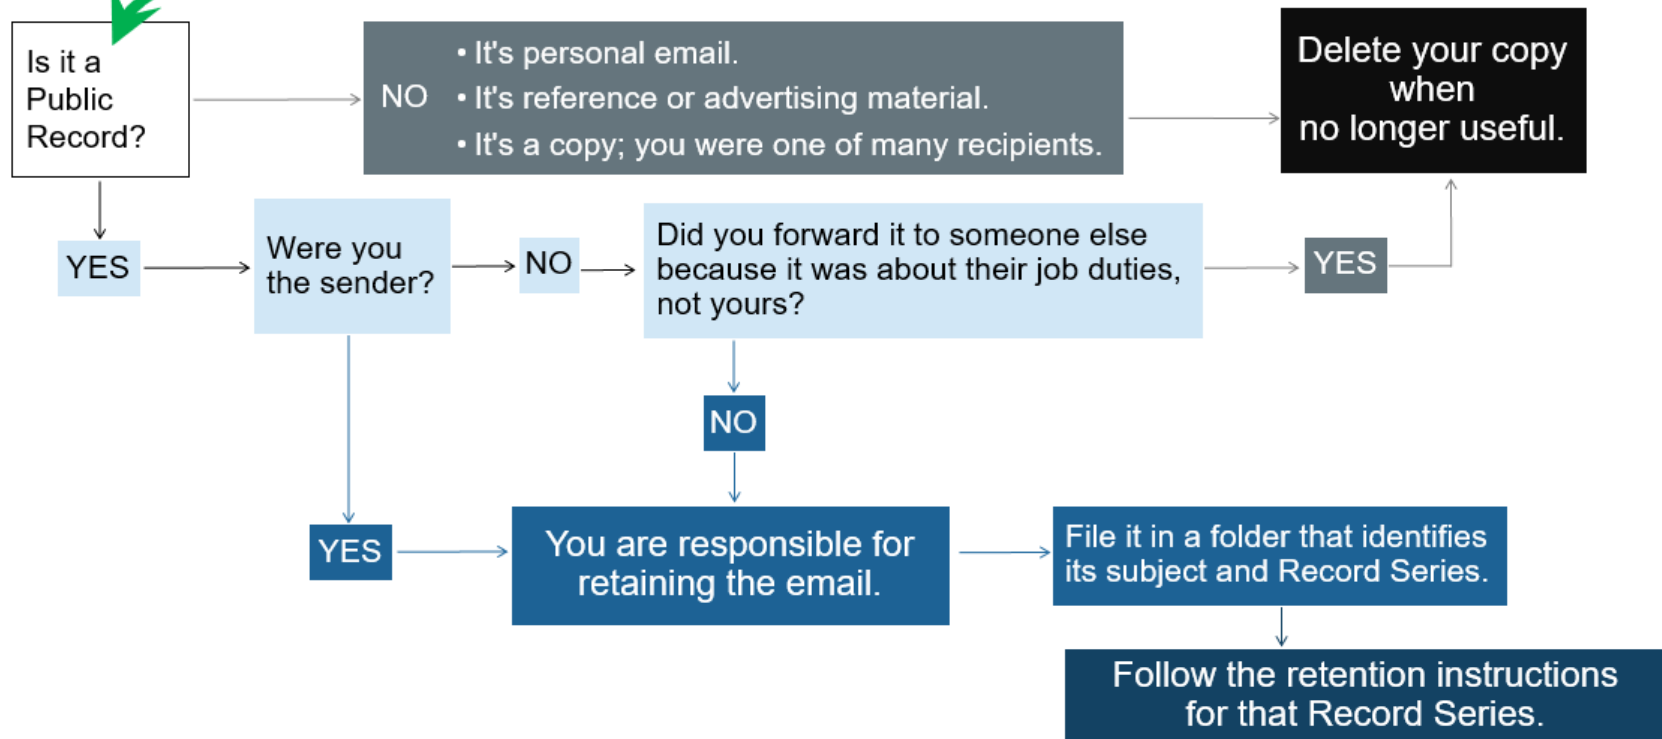 Is it a
Public
Record?
NO
• It's personal email.
• It's reference or advertising material.
• It's a copy; you were one of many recipients.
Delete your copy
when
no longer useful.
YES
Were you
the sender?
NO
Did you forward it to someone else
because it was about their job duties,
not yours?
YES
NO
YES
You are responsible for
retaining the email.
File it in a folder that identifies
its subject and Record Series.
Follow the retention instructions
for that Record Series.